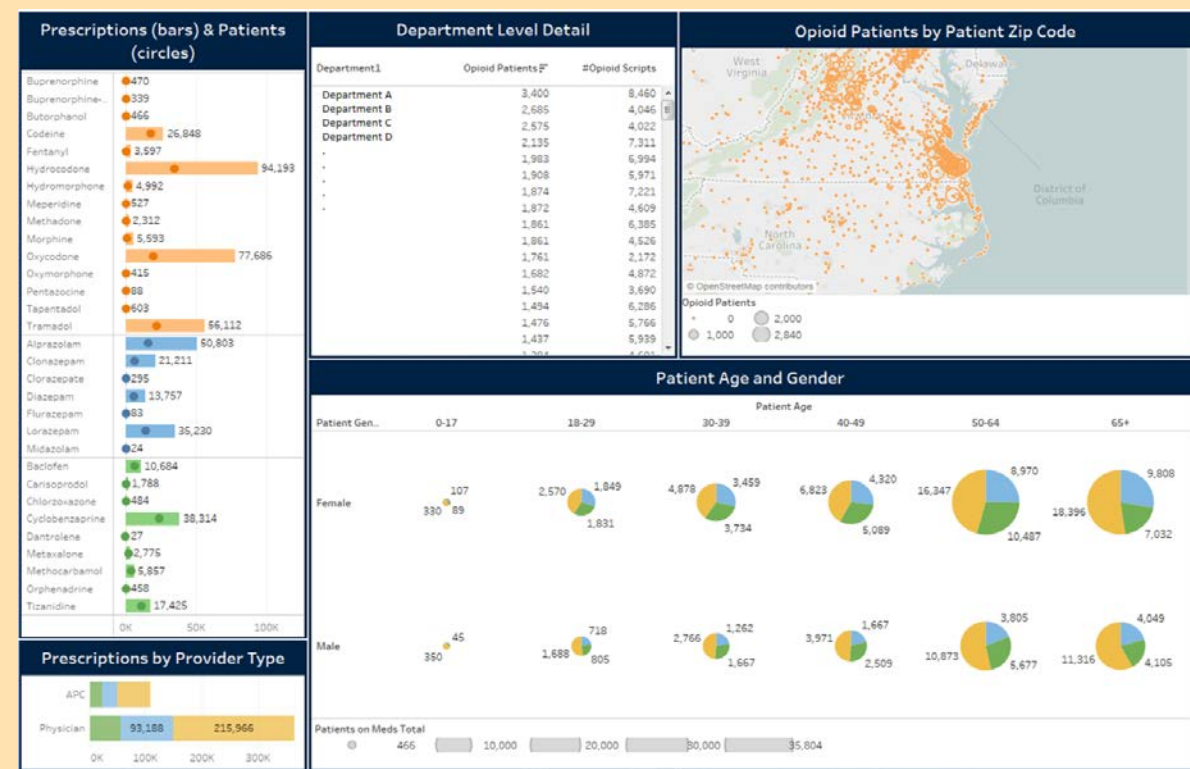 Prescriptions (bars) & Patients
(circles)
Buprenorphine 470
Buprenorphine-.. 339
Butorphanol 466
Codeine 26,848
Fentanyl 3,597
Hydrocodone 94,193
Hydromorphone 4,992
Meperidine 527
Methadone 2,312
Morphine 5,593
Oxycodone 77,686
Oxymorphone 415
Pentazocine 88
Tapentadol 603
Tramadol 56,112
Alprazolam 50,803
Clonazepam 21,211
Clorazepate 295
Diazepam 13,757
Flurazepam 83
Lorazepam 35,230
Midazolam 24
Baclofen 10,684
Carisoprodol 1,788
Chlorzoxazone 484
Cyclobenzaprine 38,314
Dantrolene 27
Metaxalone 2,775
Methocarbamol 5,857
Orphenadrine 458
Tizanidine 17,425
0K 50K 100K
Prescriptions by Provider Type
APC
Physician 93,188 215,966
0K 100K 200K 300K
Department Level Detail
Department1 Opioid Patients #Opioid Scripts
Department A 3,400 8,460
Department B 2,685 4,046
Department C 2,575 4,022
Department D 2,135 7,311
. 1,983 6,994
. 1,908 5,971
. 1,874 7,221
. 1,872 4,609
. 1,861 6,385
1,861 4,526
1,761 2,172
1,682 4,872
1,540 3,690
1,494 6,286
1,476 5,766
1,437 5,939
Opioid Patients by Patient Zip Code
West
Virginia
Delaware
District of
Columbia
North
Carolina
© OpenStreetMap contributors
Opioid Patients
0 2,000
1,000 2,840
Patient Age and Gender
Patient Age
Patient Gen.. 0-17 18-29 30-39 40-49 50-64 65+
Female
107 330 89
2,570 1,849 1,831
4,878 3,459 3,734
6,823 4,320 5,089
16,347 8,970 10,487
18,396 9,808 7,032
Male
45 350
718 1,688 805
2,766 1,262 1,667
3,971 1,667 2,509
3,805 10,873 5,677
4,049 11,316 4,105
Patients on Meds Total
466 10,000 20,000 30,000 35,804